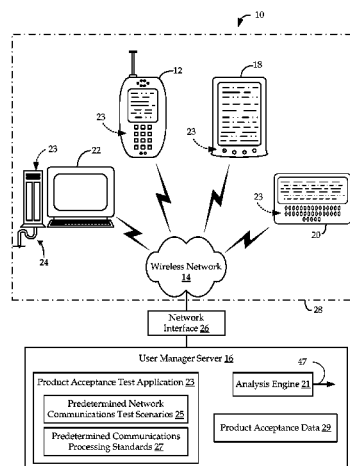 10
12
18
23
23
22
23
23
24
20
Wireless Network
14
28
Network
Interface 26
User Manager Server 16
47
Product Acceptance Test Application 23
Analysis Engine 21
Predetermined Network
Communications Test Scenarios 25
Product Acceptance Data 29
Predetermined Communications
Processing Standards 27